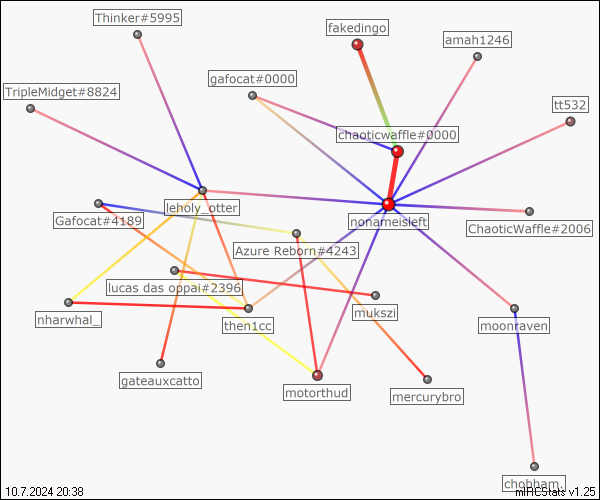 Thinker#5995
fakedingo
amah1246
gafocat#0000
TripleMidget#8824
tt532
chaoticwaffle#0000
leholy_otter
Gafocat#4189
nonameisleft
ChaoticWaffle#2006
Azure Reborn#4243
lucas das oppai#2396
mukszi
nharwhal_
then1cc
moonraven
gateauxcatto
motorthud
mercurybro
chobham.
10.7.2024 20:38
mIRCStats v1.25